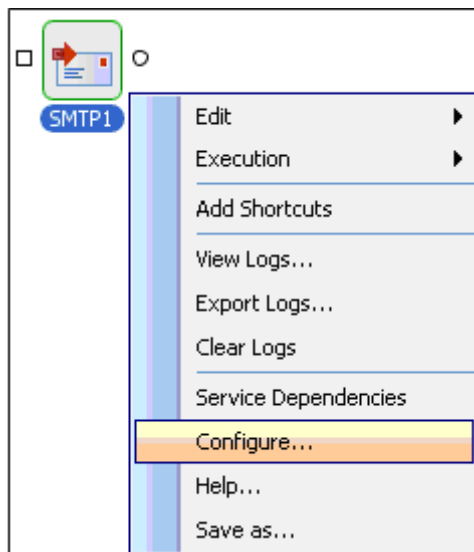 SMTP1
Edit
Execution
Add Shortcuts
View Logs...
Export Logs...
Clear Logs
Service Dependencies
Configure...
Help...
Save as...